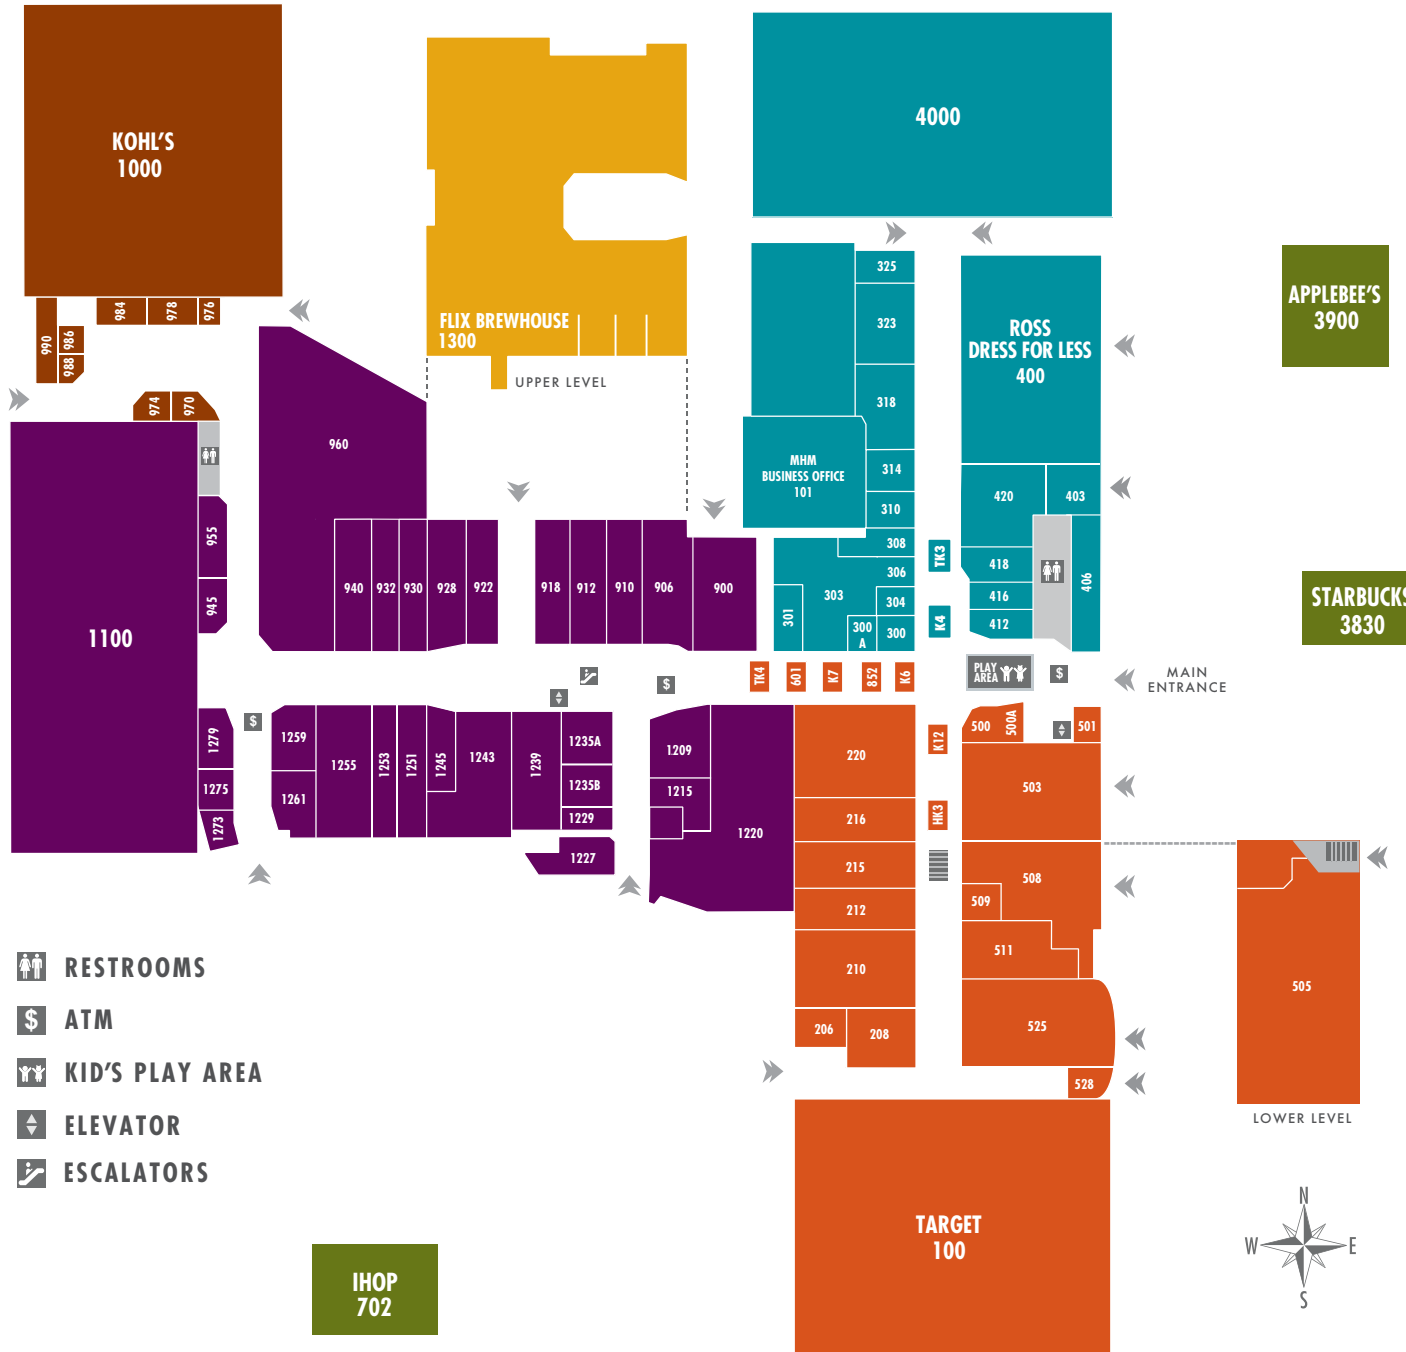 KOHL'S
1000
4000
984
978
976
990
986
988
974
970
FLIX BREWHOUSE
1300
UPPER LEVEL
325
323
318
314
310
308
306
303
304
301
300
A
300
MHM
BUSINESS OFFICE
101
ROSS
DRESS FOR LESS
400
420
403
418
416
412
406
APPLEBEE'S
3900
STARBUCKS
3830
960
955
945
1100
940
932
930
928
922
918
912
910
906
900
TK3
K4
TK4
601
K7
852
K6
PLAY
AREA
$
MAIN
ENTRANCE
$
$
1279
1275
1273
1259
1261
1255
1253
1251
1245
1243
1239
1235A
1235B
1229
1227
1209
1215
1220
220
216
215
212
210
206
208
K12
HK3
500
500A
501
503
508
509
511
525
528
505
LOWER LEVEL
TARGET
100
IHOP
702
RESTROOMS
$ ATM
KID'S PLAY AREA
ELEVATOR
ESCALATORS
N
W E
S